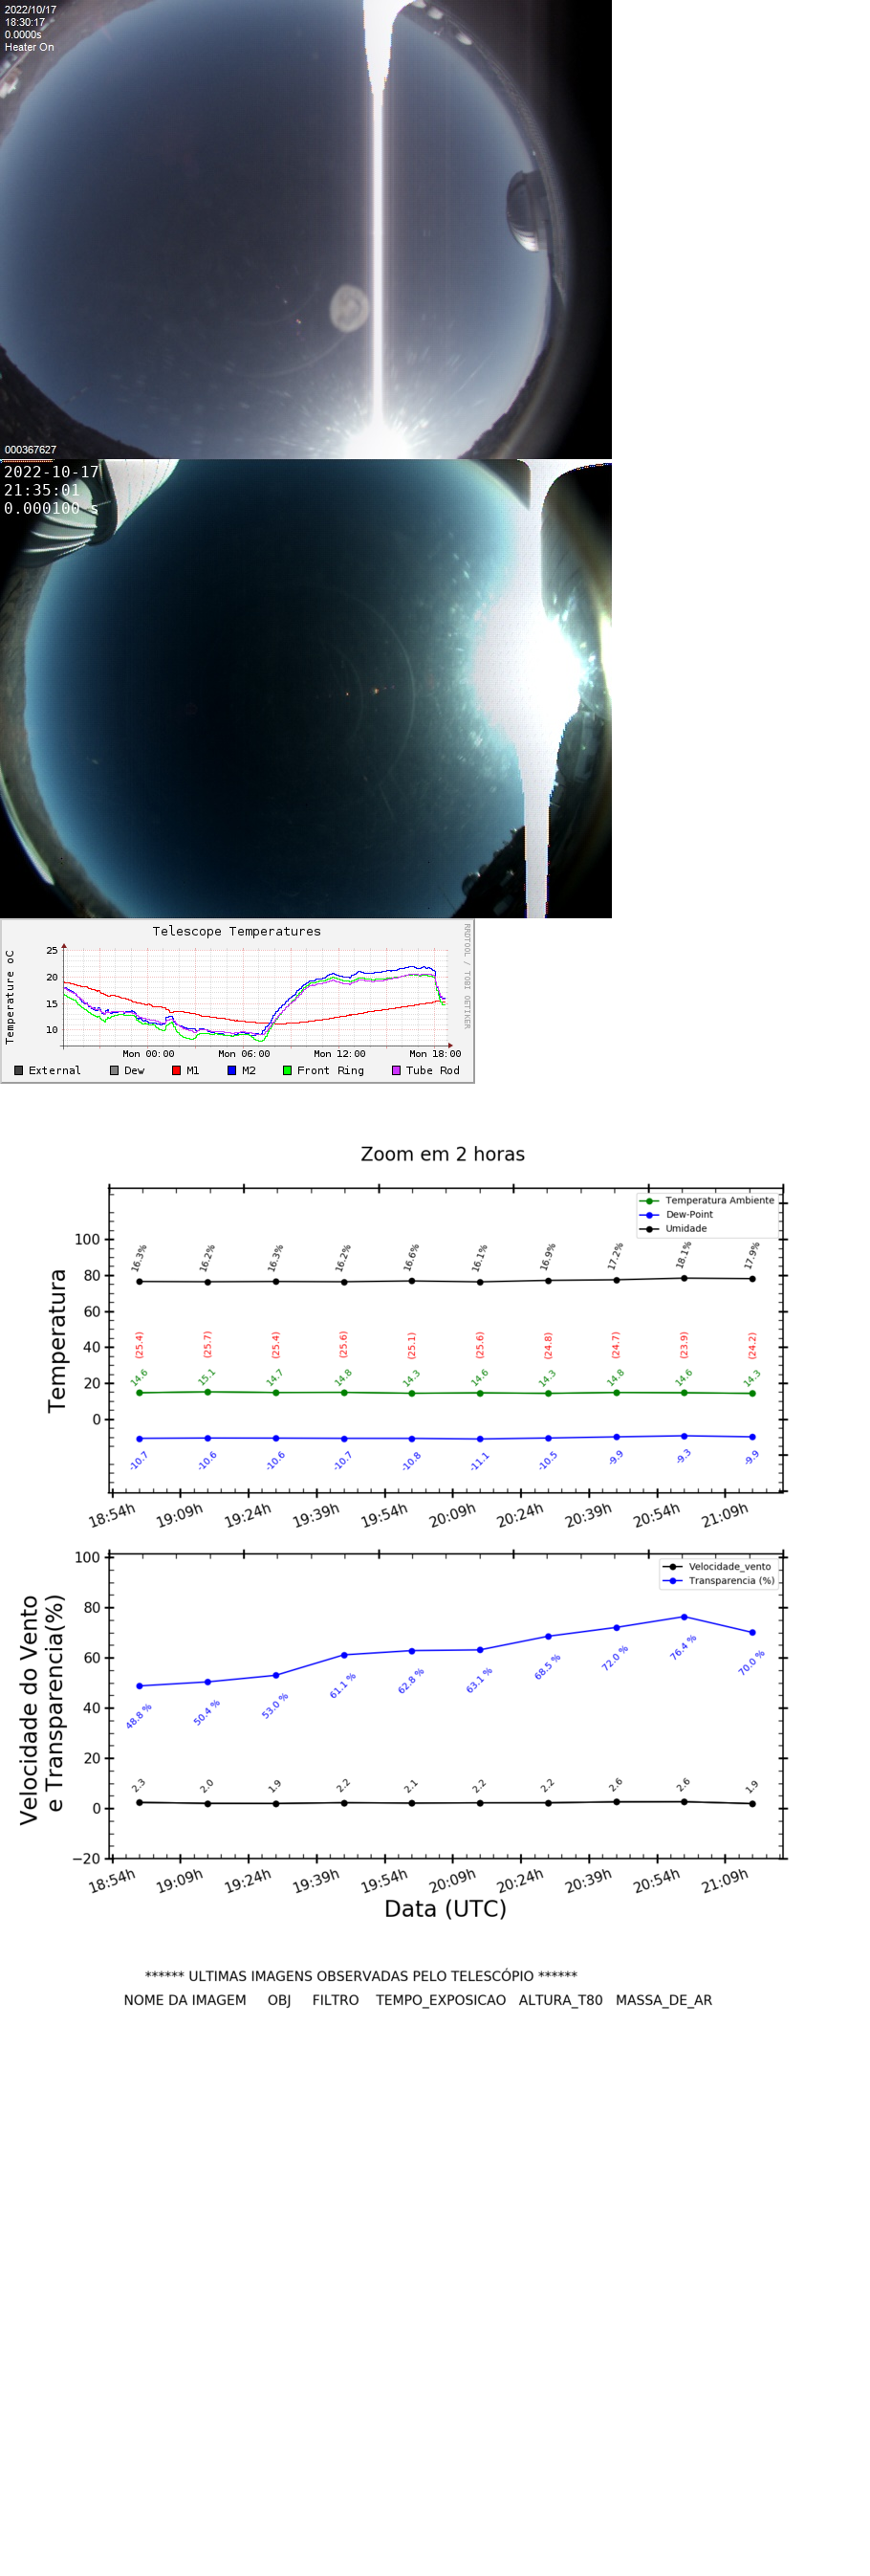 2022/10/17
18:30:17
0.0000s
Heater On
000367627
2022-10-17
21:35:01
0.000100 s
Telescope Temperatures
RRDTOOL / TOBI OETIKER
Temperature oC
25
20
15
10
Mon 00:00 Mon 06:00 Mon 12:00 Mon 18:00
External Dew M1 M2 Front Ring Tube Rod
Zoom em 2 horas
Temperatura
Temperatura Ambiente
Dew-Point
Umidade
100
80
60
40
20
0
16.3% 16.2% 16.3% 16.2% 16.6% 16.1% 16.9% 17.2% 18.1% 17.9%
(25.4) (25.7) (25.4) (25.6) (25.1) (25.6) (24.8) (24.7) (23.9) (24.2)
14.6 15.1 14.7 14.8 14.3 14.6 14.3 14.8 14.6 14.3
-10.7 -10.6 -10.6 -10.7 -10.8 -11.1 -10.5 -9.9 -9.3 -9.9
18:54h 19:09h 19:24h 19:39h 19:54h 20:09h 20:24h 20:39h 20:54h 21:09h
Velocidade do Vento
e Transparencia(%)
Velocidade_vento
Transparencia (%)
100
80
60
40
20
0
−20
48.8 % 50.4 % 53.0 % 61.1 % 62.8 % 63.1 % 68.5 % 72.0 % 76.4 % 70.0 %
2.3 2.0 1.9 2.2 2.1 2.2 2.2 2.6 2.6 1.9
18:54h 19:09h 19:24h 19:39h 19:54h 20:09h 20:24h 20:39h 20:54h 21:09h
Data (UTC)
****** ULTIMAS IMAGENS OBSERVADAS PELO TELESCÓPIO ******
NOME DA IMAGEM OBJ FILTRO TEMPO_EXPOSICAO ALTURA_T80 MASSA_DE_AR